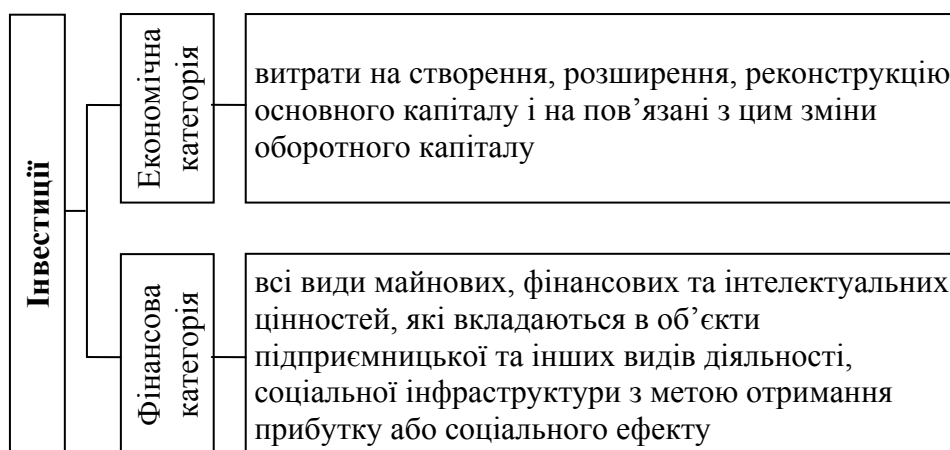 Інвестиції
Економічна
категорія
витрати на створення, розширення, реконструкцію
основного капіталу і на пов’язані з цим зміни
оборотного капіталу
Фінансова
категорія
всі види майнових, фінансових та інтелектуальних
цінностей, які вкладаються в об’єкти
підприємницької та інших видів діяльності,
соціальної інфраструктури з метою отримання
прибутку або соціального ефекту